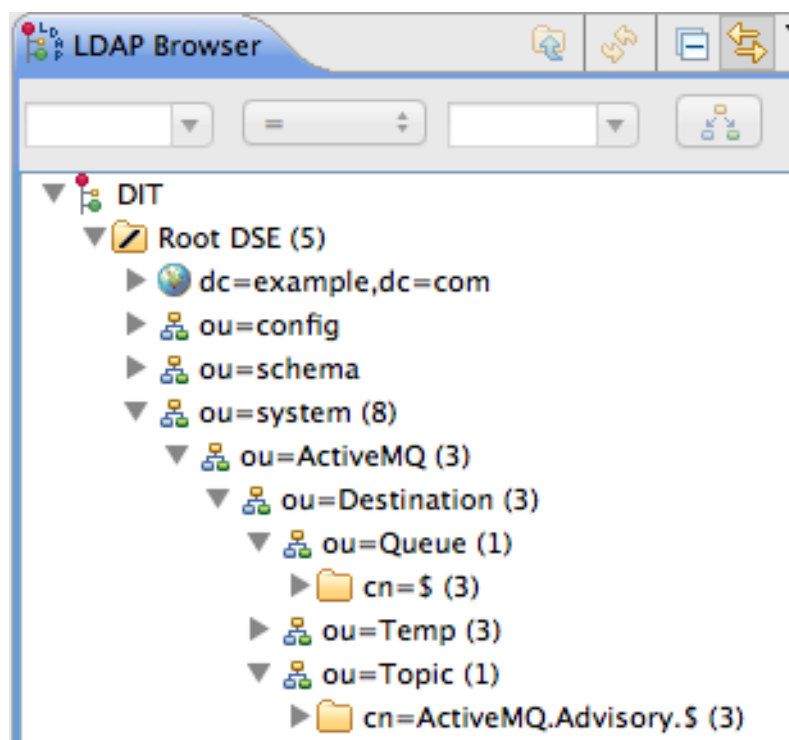 LDAP Browser
=
DIT
Root DSE (5)
dc=example,dc=com
ou=config
ou=schema
ou=system (8)
ou=ActiveMQ (3)
ou=Destination (3)
ou=Queue (1)
cn=$ (3)
ou=Temp (3)
ou=Topic (1)
cn=ActiveMQ.Advisory.$ (3)